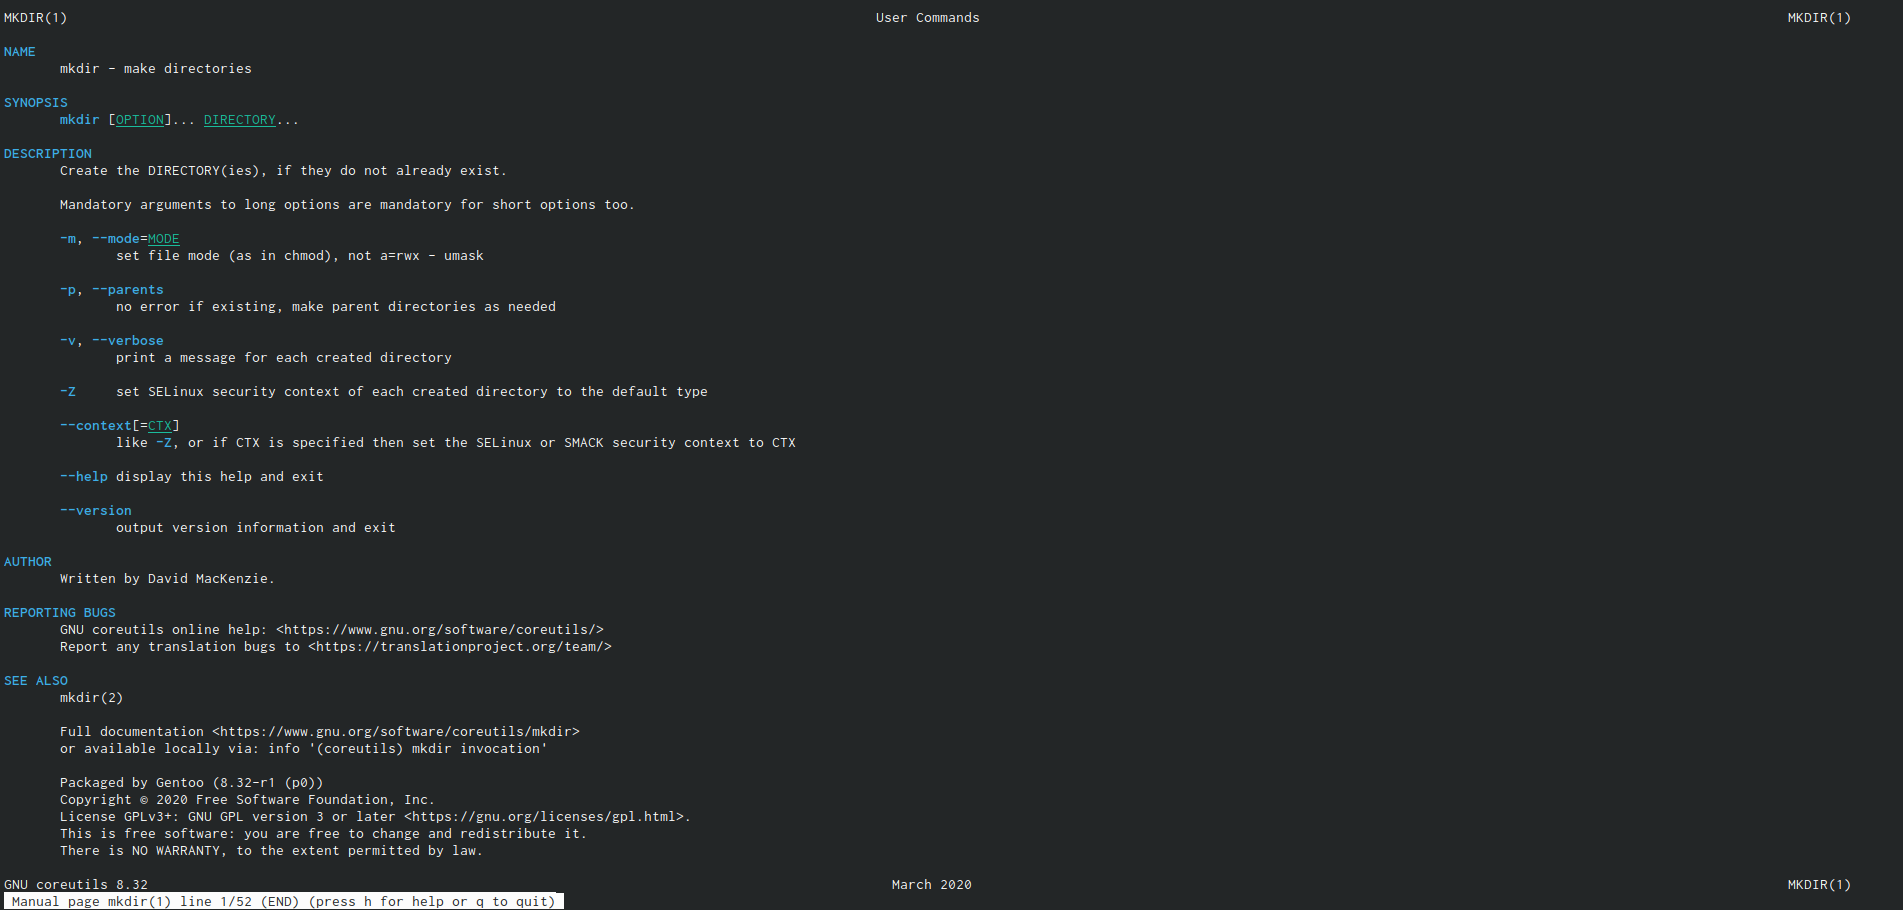 MKDIR(1) User Commands MKDIR(1)
NAME
mkdir - make directories
SYNOPSIS
mkdir [OPTION]... DIRECTORY...
DESCRIPTION
Create the DIRECTORY(ies), if they do not already exist.
Mandatory arguments to long options are mandatory for short options too.
-m, --mode=MODE
set file mode (as in chmod), not a=rwx - umask
-p, --parents
no error if existing, make parent directories as needed
-v, --verbose
print a message for each created directory
-Z set SELinux security context of each created directory to the default type
--context[=CTX]
like -Z, or if CTX is specified then set the SELinux or SMACK security context to CTX
--help display this help and exit
--version
output version information and exit
AUTHOR
Written by David MacKenzie.
REPORTING BUGS
GNU coreutils online help: <https://www.gnu.org/software/coreutils/>
Report any translation bugs to <https://translationproject.org/team/>
SEE ALSO
mkdir(2)
Full documentation <https://www.gnu.org/software/coreutils/mkdir>
or available locally via: info '(coreutils) mkdir invocation'
Packaged by Gentoo (8.32-r1 (p0))
Copyright © 2020 Free Software Foundation, Inc.
License GPLv3+: GNU GPL version 3 or later <https://gnu.org/licenses/gpl.html>.
This is free software: you are free to change and redistribute it.
There is NO WARRANTY, to the extent permitted by law.
GNU coreutils 8.32 March 2020 MKDIR(1)
Manual page mkdir(1) line 1/52 (END) (press h for help or q to quit)